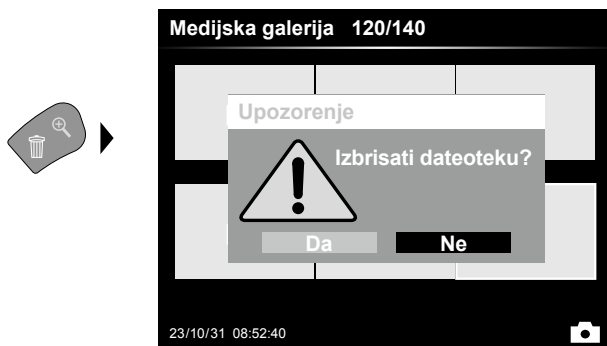 Medijska galerija 120/140
Upozorenje
Izbrisati dateoteku?
Da Ne
23/10/31 08:52:40